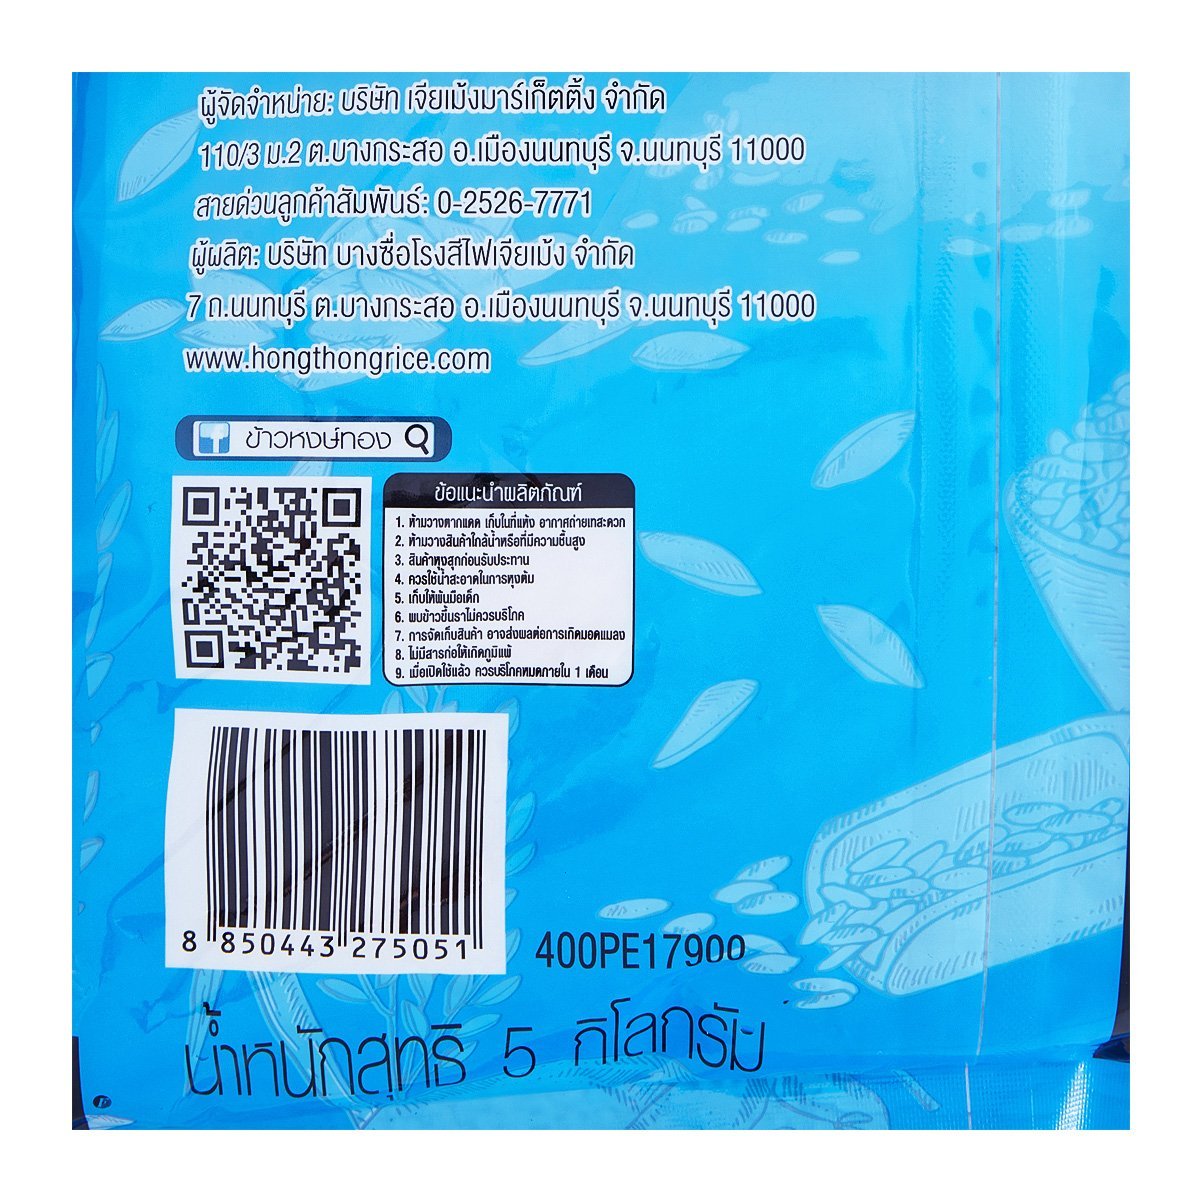 ผู้จัดจำหน่าย: บริษัท เจียเม้งมาร์เก็ตติ้ง จำกัด
110/3 ม.2 ต.บางกระสอ อ.เมืองนนทบุรี จ.นนทบุรี 11000
สายด่วนลูกค้าสัมพันธ์: 0-2526-7771
ผู้ผลิต: บริษัท บางซื่อโรงสีไฟเจียเม้ง จำกัด
7 ถ.นนทบุรี ต.บางกระสอ อ.เมืองนนทบุรี จ.นนทบุรี 11000
www.hongthongrice.com
ข้าวหงษ์ทอง
ข้อแนะนำผลิตภัณฑ์
1. ห้ามวางตากแดด เก็บในที่แห้ง อากาศถ่ายเทสะดวก
2. ห้ามวางสินค้าใกล้น้ำหรือที่มีความชื้นสูง
3. สินค้าหุงสุกก่อนรับประทาน
4. ควรใช้น้ำสะอาดในการหุงต้ม
5. เก็บให้พ้นมือเด็ก
6. พบข้าวขึ้นราไม่ควรบริโภค
7. การจัดเก็บสินค้า อาจส่งผลต่อการเกิดมอดแมลง
8. ไม่มีสารก่อให้เกิดภูมิแพ้
9. เมื่อเปิดใช้แล้ว ควรบริโภคหมดภายใน 1 เดือน
8 850443 275051
400PE17900
น้ำหนักสุทธิ 5 กิโลกรัม